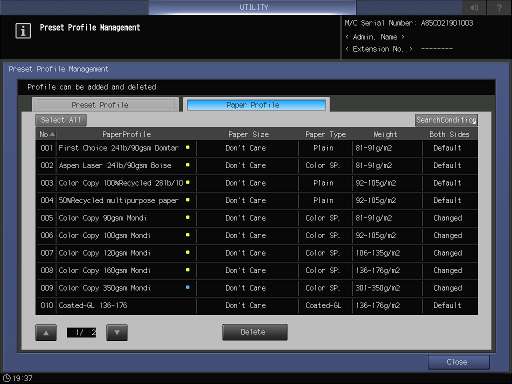 UTILITY
Preset Profile Management
M/C Serial Number: A85C021901003
< Admin. Name >
< Extension No. > --------
Preset Profile Management
Profile can be added and deleted
Preset Profile
Paper Profile
Select All
SearchCondition
No. PaperProfile Paper Size Paper Type Weight Both Sides
001 First Choice 24lb/90gsm Domtar Don't Care Plain 81-91g/m2 Default
002 Aspen Laser 24lb/90gsm Boise Don't Care Color SP. 81-91g/m2 Default
003 Color Copy 100%Recycled 28lb/10 Don't Care Plain 92-105g/m2 Default
004 50%Recycled multipurpose paper Don't Care Plain 92-105g/m2 Default
005 Color Copy 90gsm Mondi Don't Care Color SP. 81-91g/m2 Changed
006 Color Copy 100gsm Mondi Don't Care Color SP. 92-105g/m2 Changed
007 Color Copy 120gsm Mondi Don't Care Color SP. 106-135g/m2 Changed
008 Color Copy 160gsm Mondi Don't Care Color SP. 136-176g/m2 Changed
009 Color Copy 350gsm Mondi Don't Care Color SP. 301-350g/m2 Changed
010 Coated-GL 136-176 Don't Care Coated-GL 136-176g/m2 Default
1/ 2
Delete
Close
19:37